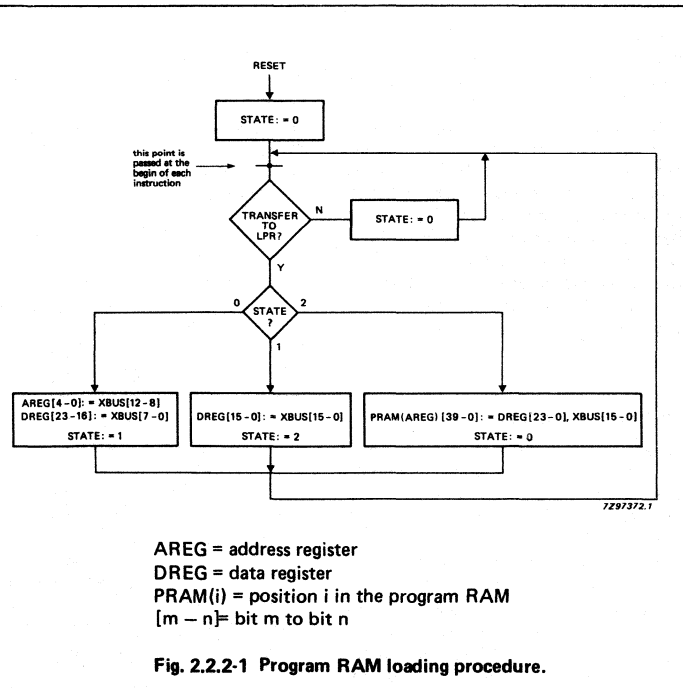 RESET
STATE: = 0
this point is
passed at the
begin of each
instruction
TRANSFER
TO
LPR?
N
STATE: = 0
Y
0
STATE
?
2
1
AREG[4-0]: = XBUS[12-8]
DREG[23-16]: = XBUS[7-0]
STATE: = 1
DREG[15-0]: = XBUS[15-0]
STATE: = 2
PRAM(AREG) [39-0]: = DREG[23-0], XBUS[15-0]
STATE: = 0
7Z97372.1
AREG = address register
DREG = data register
PRAM(i) = position i in the program RAM
[m — n]= bit m to bit n
Fig. 2.2.2-1 Program RAM loading procedure.